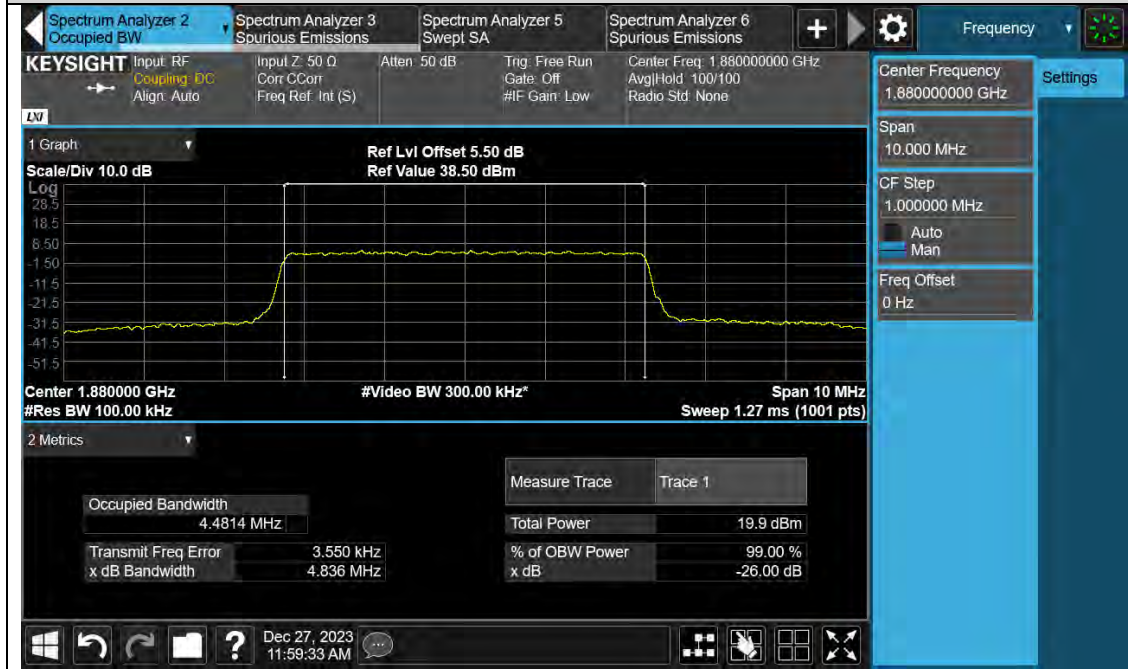 Spectrum Analyzer 2
Occupied BW
Spectrum Analyzer 3
Spurious Emissions
Spectrum Analyzer 5
Swept SA
Spectrum Analyzer 6
Spurious Emissions
+
Frequency
KEYSIGHT
Input: RF
Coupling: DC
Align: Auto
Input Z: 50 Ω
Corr CCorr
Freq Ref: Int (S)
Atten: 50 dB
Trig: Free Run
Gate: Off
#IF Gain: Low
Center Freq: 1.880000000 GHz
Avg|Hold: 100/100
Radio Std: None
LXI
Center Frequency
1.880000000 GHz
Settings
Span
10.000 MHz
CF Step
1.000000 MHz
Auto
Man
Freq Offset
0 Hz
1 Graph
Scale/Div 10.0 dB
Ref Lvl Offset 5.50 dB
Ref Value 38.50 dBm
Log
28.5
18.5
8.50
-1.50
-11.5
-21.5
-31.5
-41.5
-51.5
Center 1.880000 GHz
#Video BW 300.00 kHz*
Span 10 MHz
#Res BW 100.00 kHz
Sweep 1.27 ms (1001 pts)
2 Metrics
Measure Trace
Trace 1
Occupied Bandwidth
4.4814 MHz
Total Power
19.9 dBm
Transmit Freq Error
3.550 kHz
% of OBW Power
99.00 %
x dB Bandwidth
4.836 MHz
x dB
-26.00 dB
?
Dec 27, 2023
11:59:33 AM